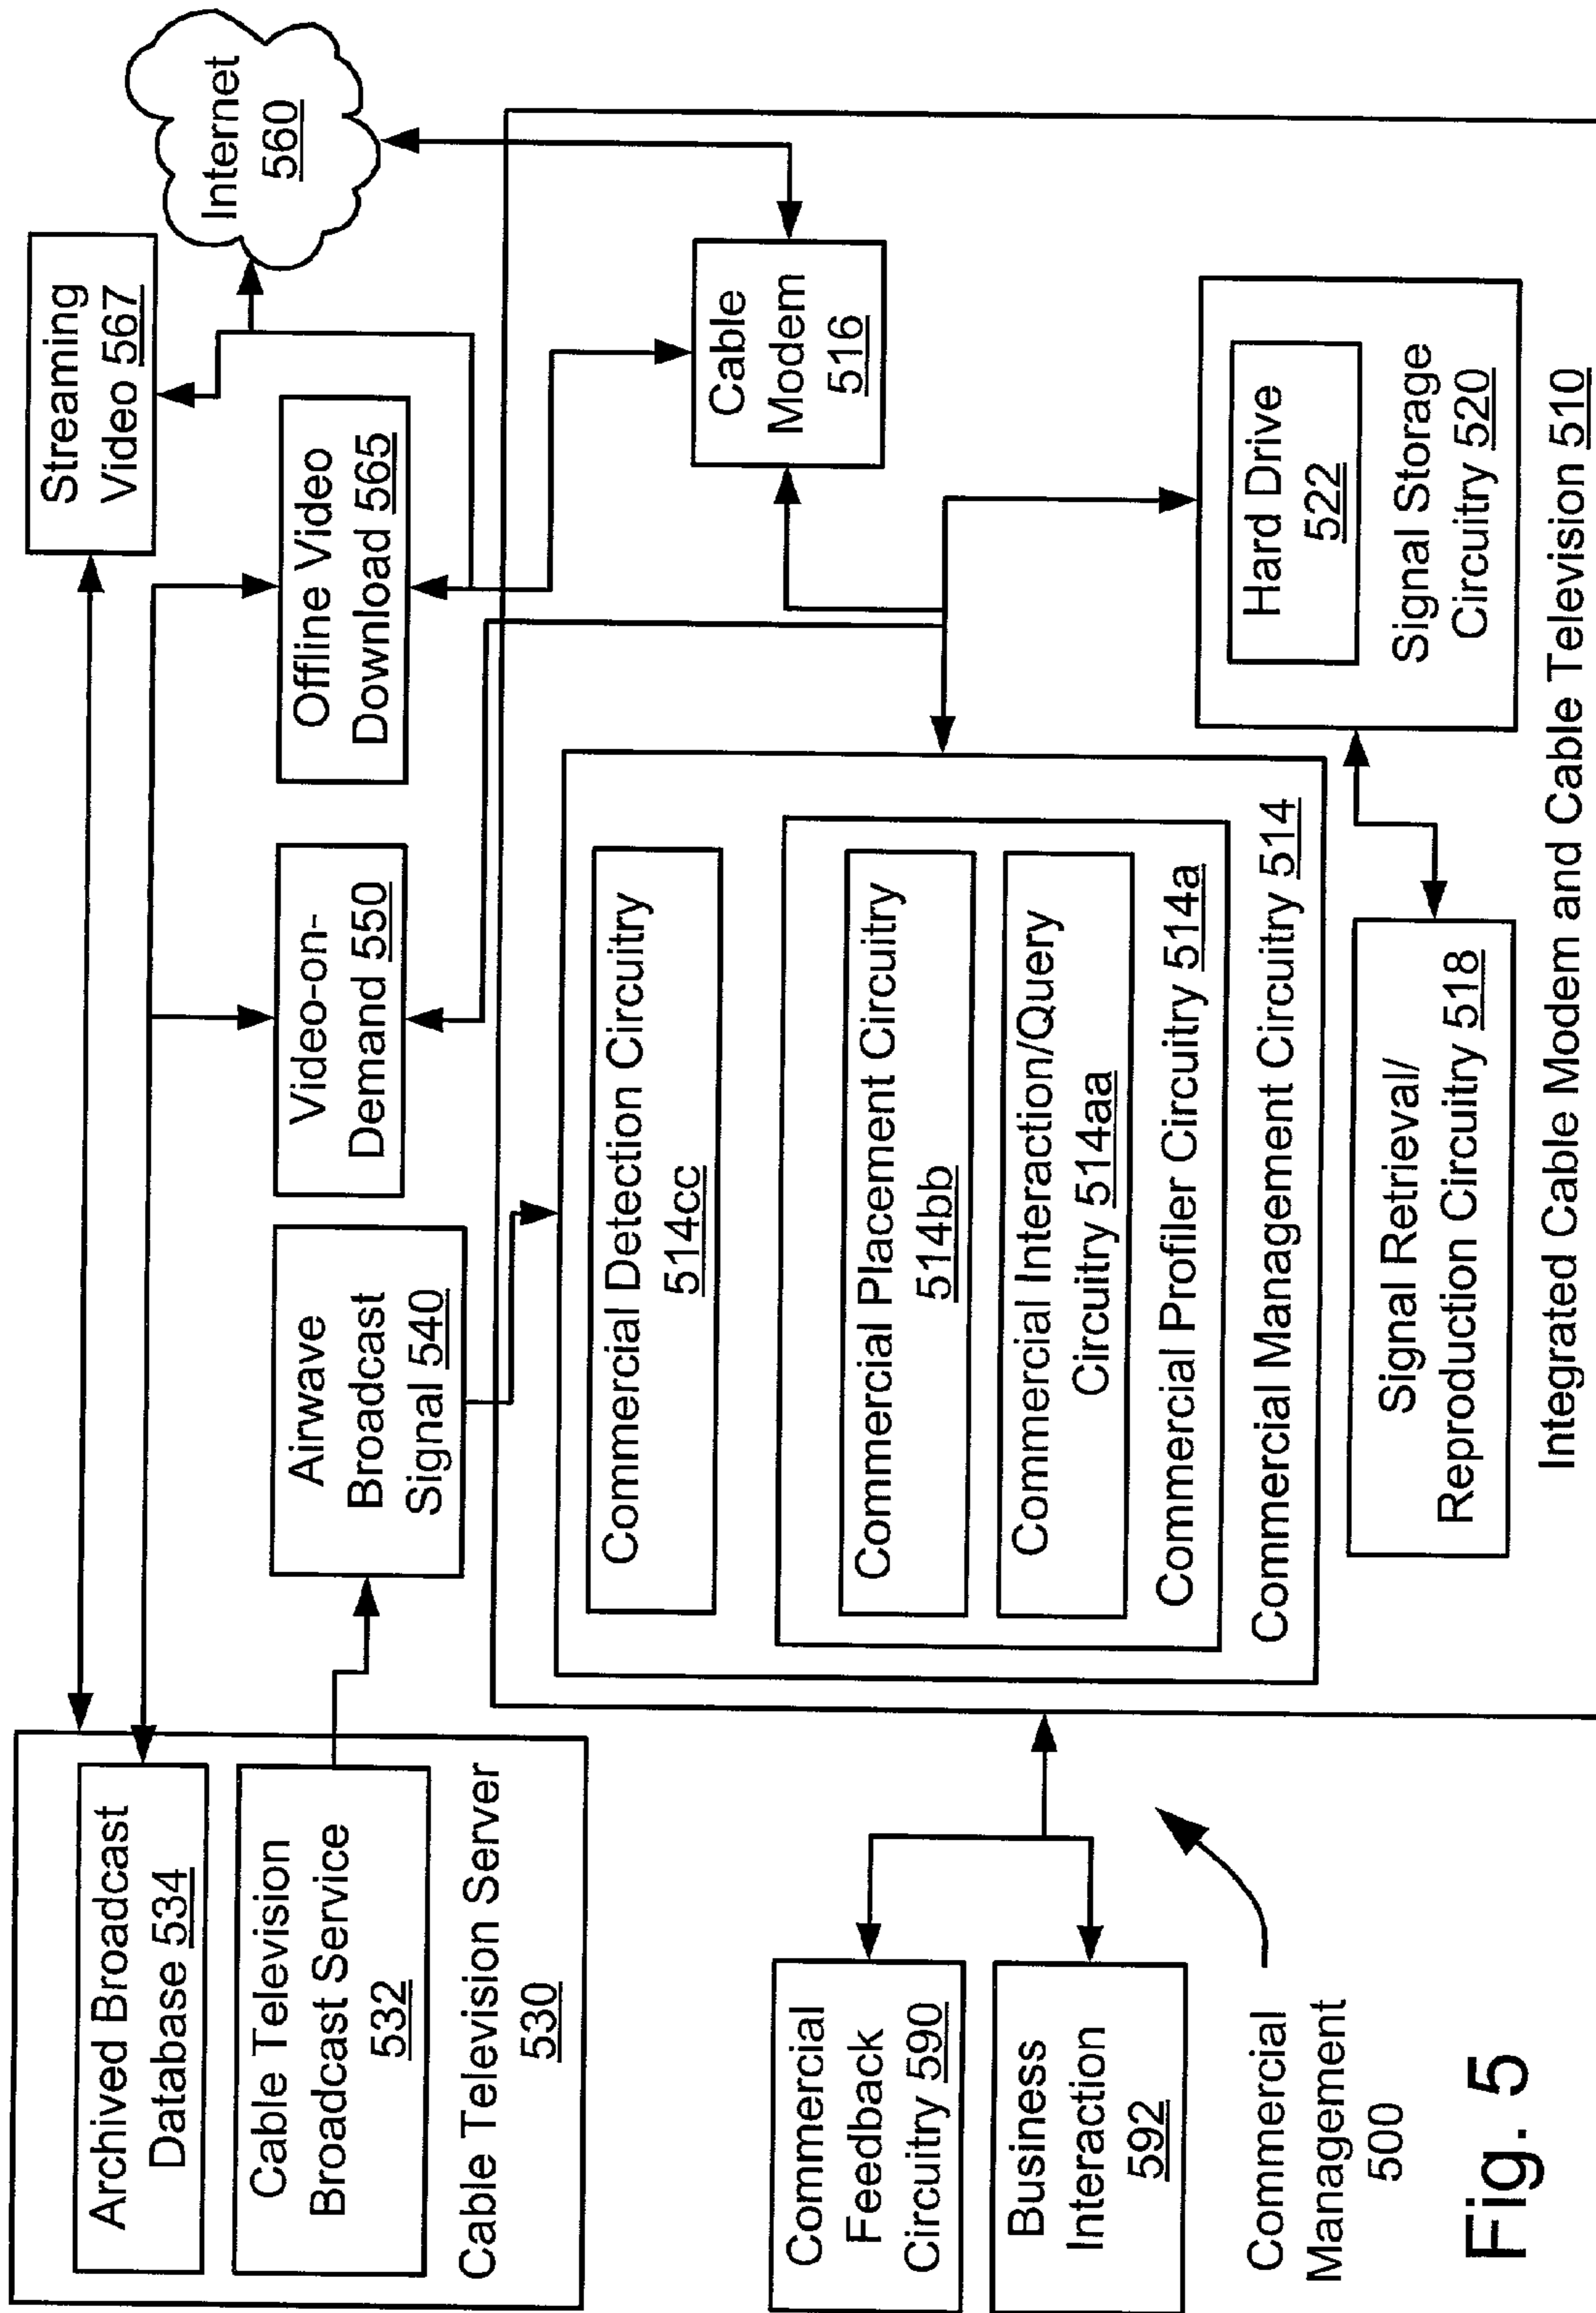 Archived Broadcast
Database 534
Cable Television
Broadcast Service
532
Cable Television Server
530
Airwave
Broadcast
Signal 540
Video-on-
Demand 550
Offline Video
Download 565
Streaming
Video 567
Internet
560
Commercial Detection Circuitry
514cc
Commercial Placement Circuitry
514bb
Commercial Interaction/Query
Circuitry 514aa
Commercial Profiler Circuitry 514a
Commercial Management Circuitry 514
Cable
Modem
516
Hard Drive
522
Signal Storage
Circuitry 520
Signal Retrieval/
Reproduction Circuitry 518
Integrated Cable Modem and Cable Television 510
Commercial
Feedback
Circuitry 590
Business
Interaction
592
Commercial
Management
500
Fig. 5